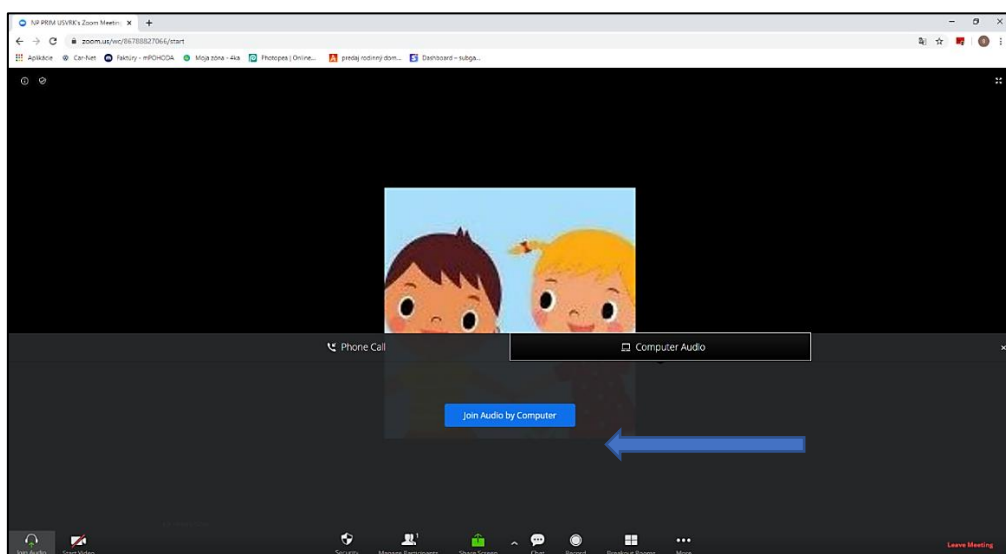 NP PRIM USVRK's Zoom Meeting
zoom.us/wc/86788827066/start
Aplikácie Car-Net Faktúry - mPOHODA Moja zóna - 4ka Photopea | Online... predaj rodinný dom... Dashboard – subga...
Phone Call Computer Audio
Join Audio by Computer
Join Audio Start Video Security Manage Participants 1 Share Screen Chat Record Breakout Rooms More Leave Meeting